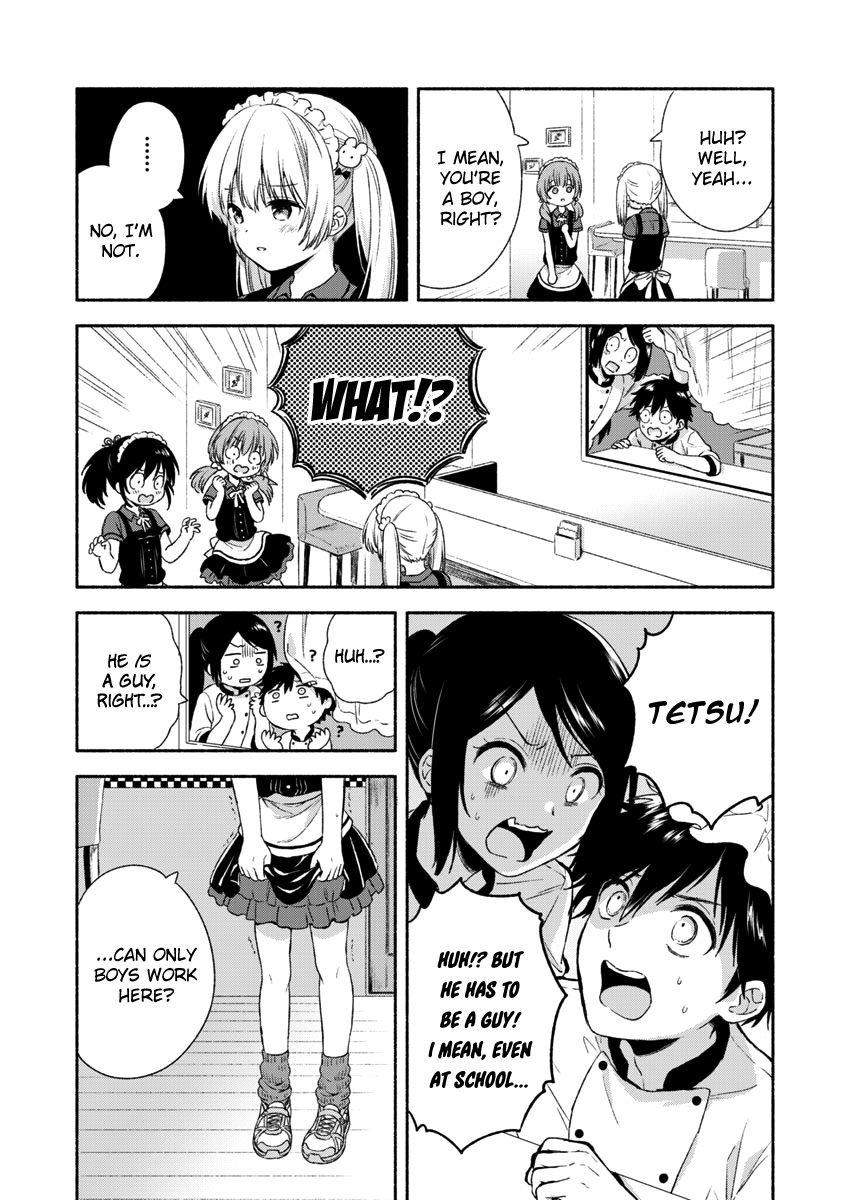 HUH?
WELL,
YEAH...
I MEAN,
YOU'RE
A BOY,
RIGHT?
......
NO, I'M
NOT.
WHAT!?
TETSU!
HUH!? BUT
HE HAS TO
BE A GUY!
I MEAN, EVEN
AT SCHOOL...
?
HUH..?
?
?
HE IS
A GUY,
RIGHT..?
...CAN ONLY
BOYS WORK
HERE?